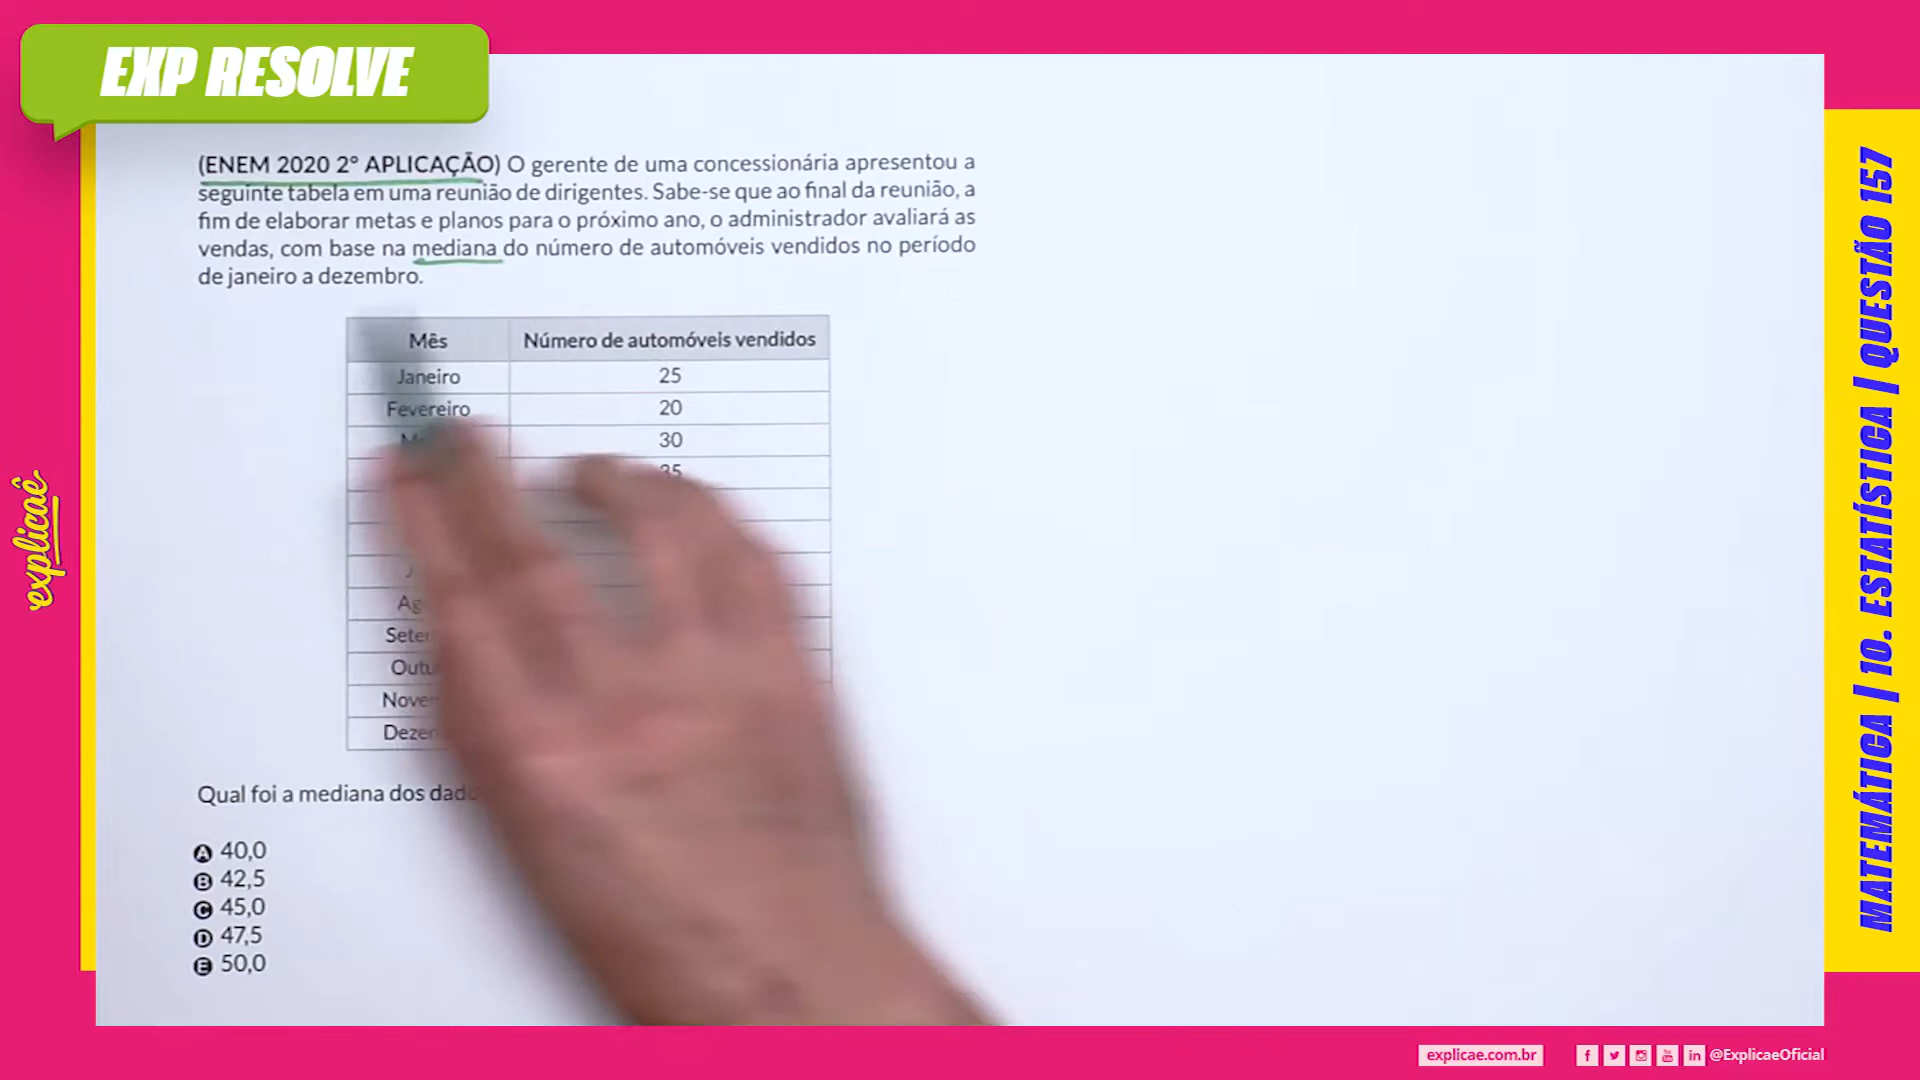 EXP RESOLVE
(ENEM 2020 2° APLICAÇÃO) O gerente de uma concessionária apresentou a
seguinte tabela em uma reunião de dirigentes. Sabe-se que ao final da reunião, a
fim de elaborar metas e planos para o próximo ano, o administrador avaliará as
vendas, com base na mediana do número de automóveis vendidos no período
de janeiro a dezembro.
Mês Número de automóveis vendidos
Janeiro 25
Fevereiro 20
30
35
Qual foi a mediana dos
A 40,0
B 42,5
C 45,0
D 47,5
E 50,0
explicaê
MATEMÁTICA | 10. ESTATÍSTICA | QUESTÃO 157
explicae.com.br
@ExplicaeOficial